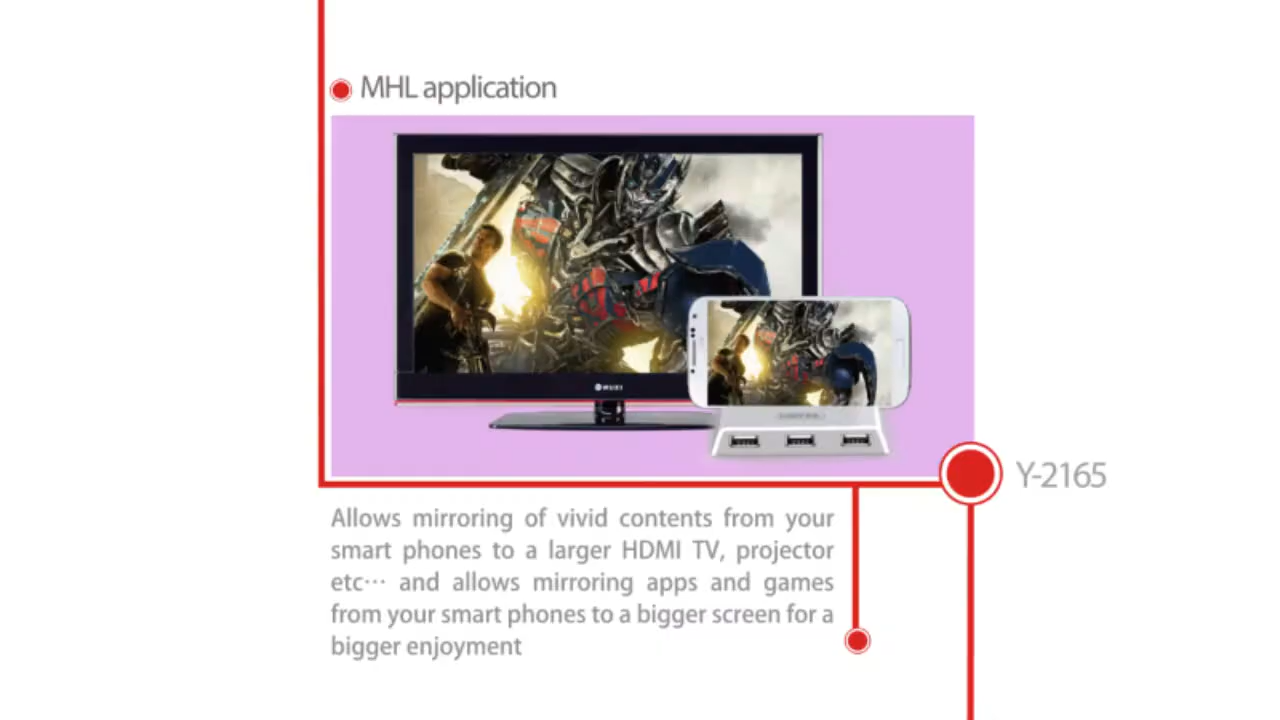 MHL application
Y-2165
Allows mirroring of vivid contents from your
smart phones to a larger HDMI TV, projector
etc··· and allows mirroring apps and games
from your smart phones to a bigger screen for a
bigger enjoyment